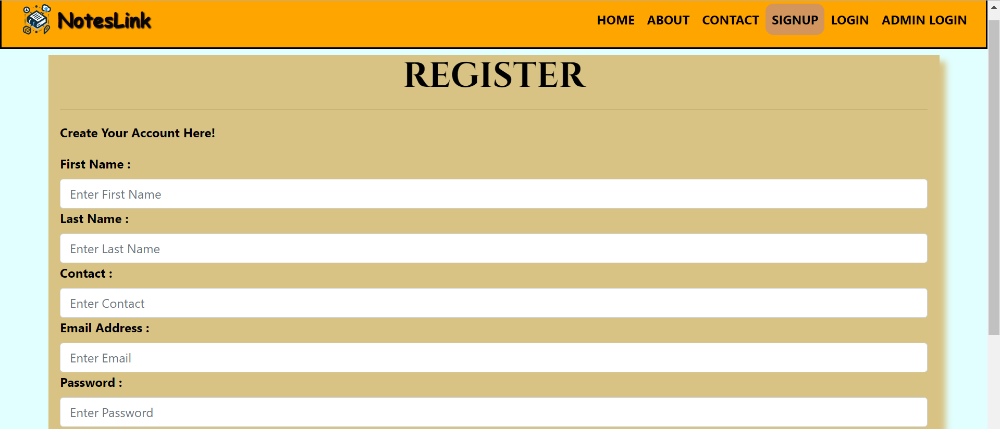 NotesLink HOME ABOUT CONTACT SIGNUP LOGIN ADMIN LOGIN
REGISTER
Create Your Account Here!
First Name :
Enter First Name
Last Name :
Enter Last Name
Contact :
Enter Contact
Email Address :
Enter Email
Password :
Enter Password